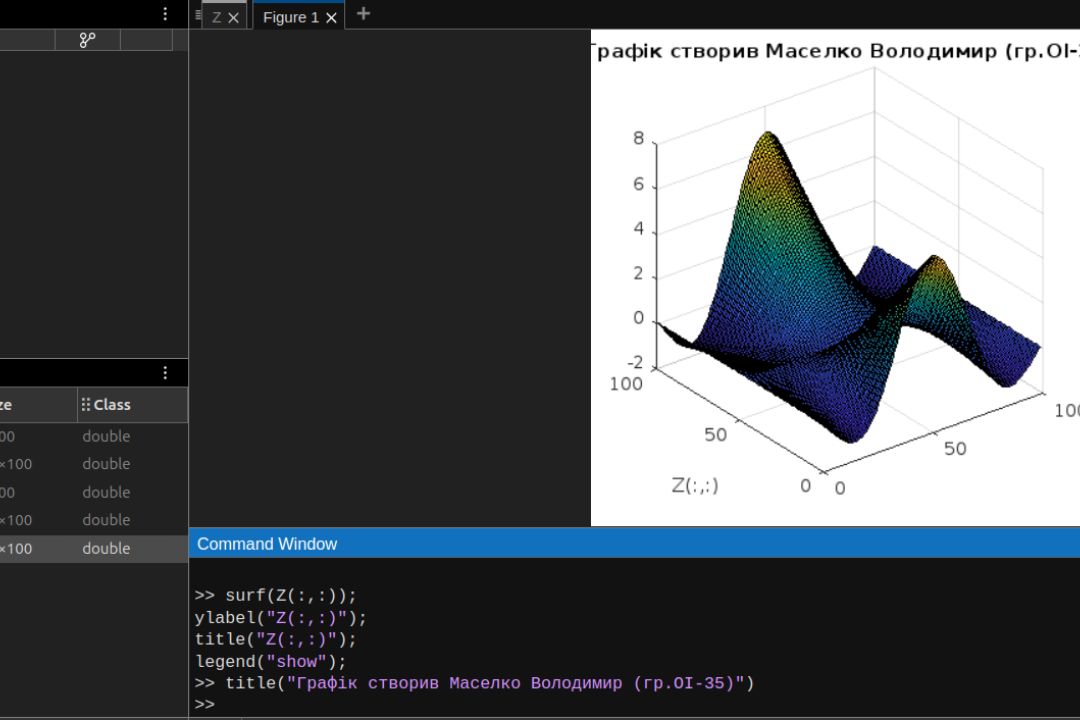 Z
Figure 1
графік створив Маселко Володимир (гр.ОІ-
8
6
4
2
0
-2
100
50
0
0
50
100
Z(:,:)
ze
Class
00
double
×100
double
00
double
×100
double
×100
double
Command Window
>> surf(Z(:,:));
ylabel("Z(:,:)");
title("Z(:,:)");
legend("show");
>> title("Графік створив Маселко Володимир (гр.ОІ-35)")
>>